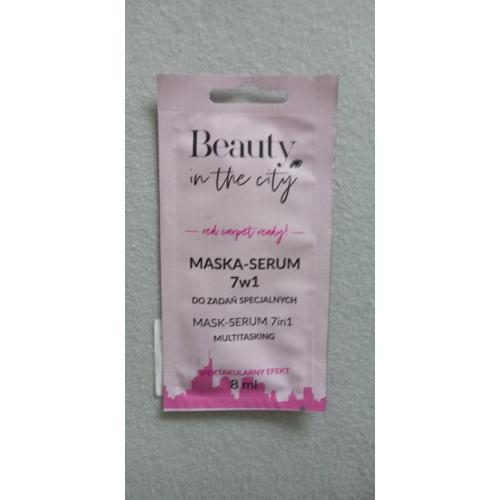 Beauty
in the city
red carpet ready!
MASKA-SERUM
7w1
DO ZADAŃ SPECJALNYCH
MASK-SERUM 7in1
MULTITASKING
SPEKTAKULARNY EFEKT
8 ml